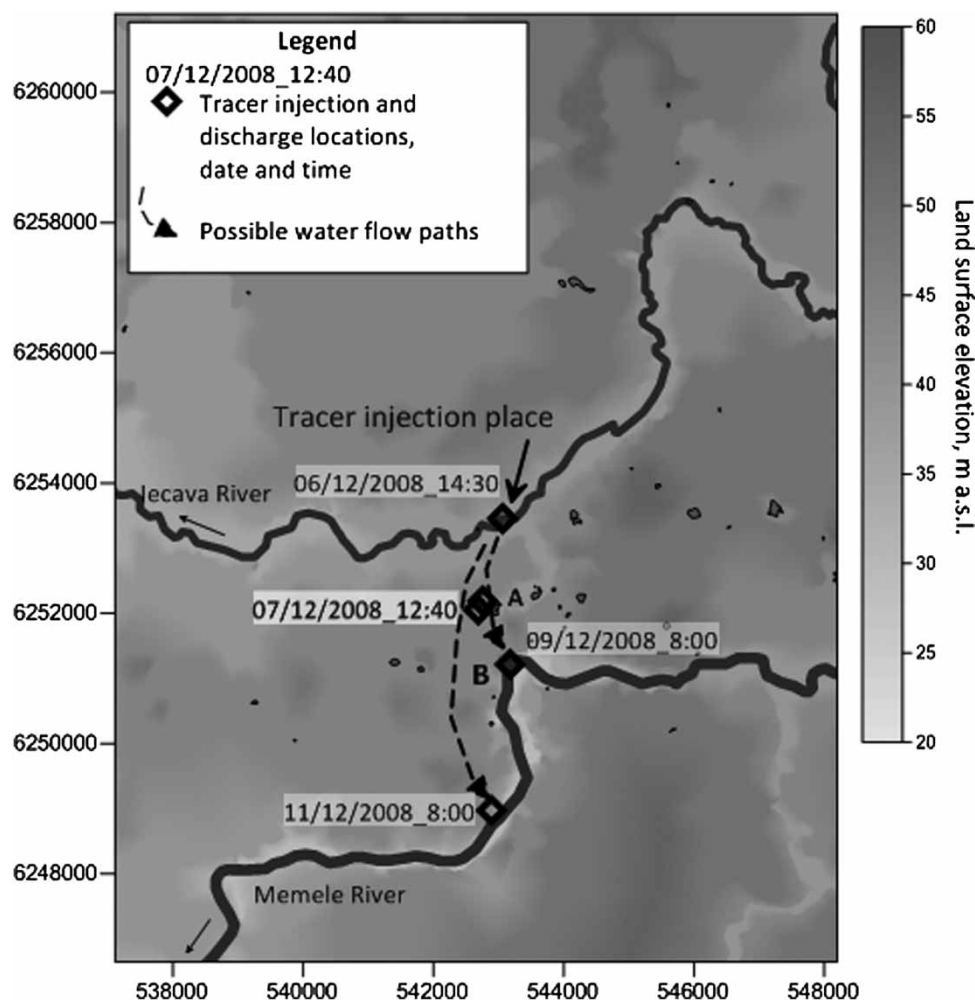 Legend
07/12/2008_12:40
Tracer injection and
discharge locations,
date and time
Possible water flow paths
6260000
6258000
6256000
6254000
6252000
6250000
6248000
Tracer injection place
06/12/2008_14:30
Iecava River
07/12/2008_12:40
A
09/12/2008_8:00
B
11/12/2008_8:00
Memele River
538000
540000
542000
544000
546000
548000
60
55
50
45
40
35
30
25
20
Land surface elevation, m a.s.l.